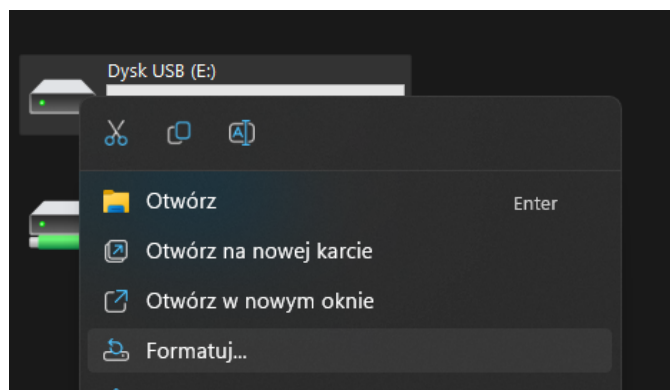 Dysk USB (E:)
Otwórz Enter
Otwórz na nowej karcie
Otwórz w nowym oknie
Formatuj...